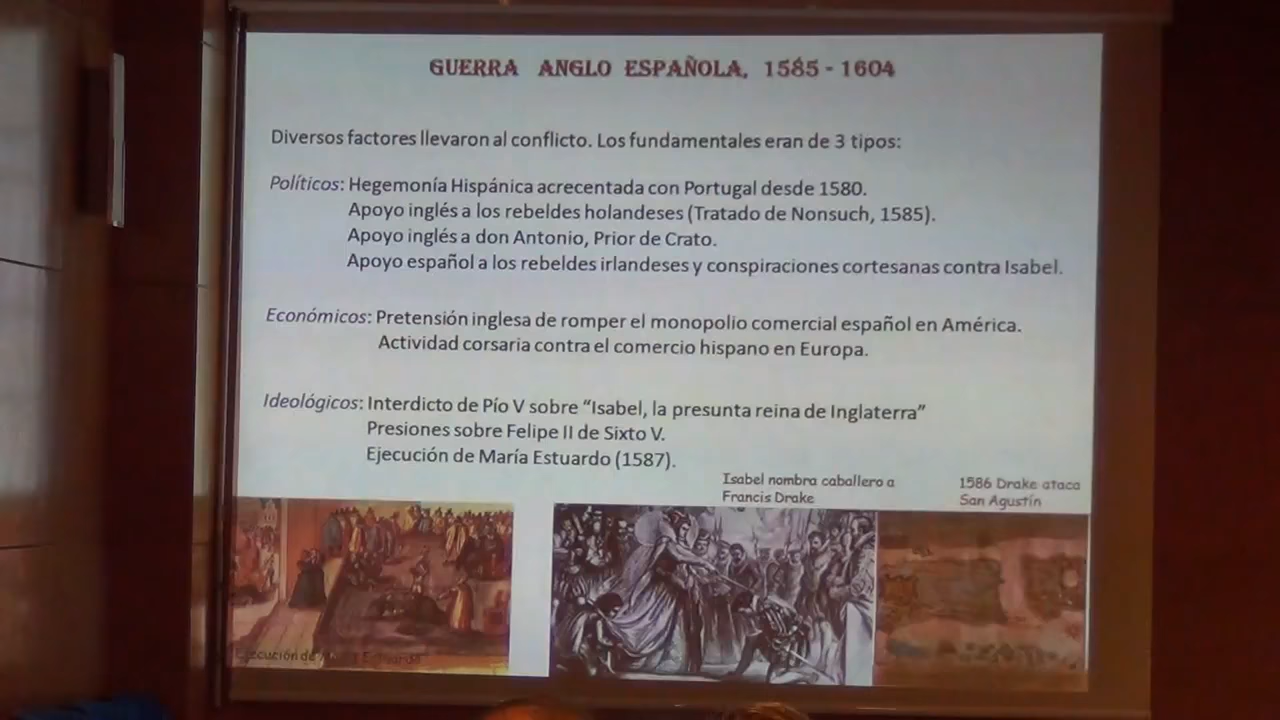 GUERRA ANGLO ESPAÑOLA, 1585 - 1604
Diversos factores llevaron al conflicto. Los fundamentales eran de 3 tipos:
Políticos: Hegemonía Hispánica acrecentada con Portugal desde 1580.
Apoyo inglés a los rebeldes holandeses (Tratado de Nonsuch, 1585).
Apoyo inglés a don Antonio, Prior de Crato.
Apoyo español a los rebeldes irlandeses y conspiraciones cortesanas contra Isabel.
Económicos: Pretensión inglesa de romper el monopolio comercial español en América.
Actividad corsaria contra el comercio hispano en Europa.
Ideológicos: Interdicto de Pío V sobre “Isabel, la presunta reina de Inglaterra”
Presiones sobre Felipe II de Sixto V.
Ejecución de María Estuardo (1587).
Isabel nombra caballero a
Francis Drake
1586 Drake ataca
San Agustín
Ejecución de María Estuardo